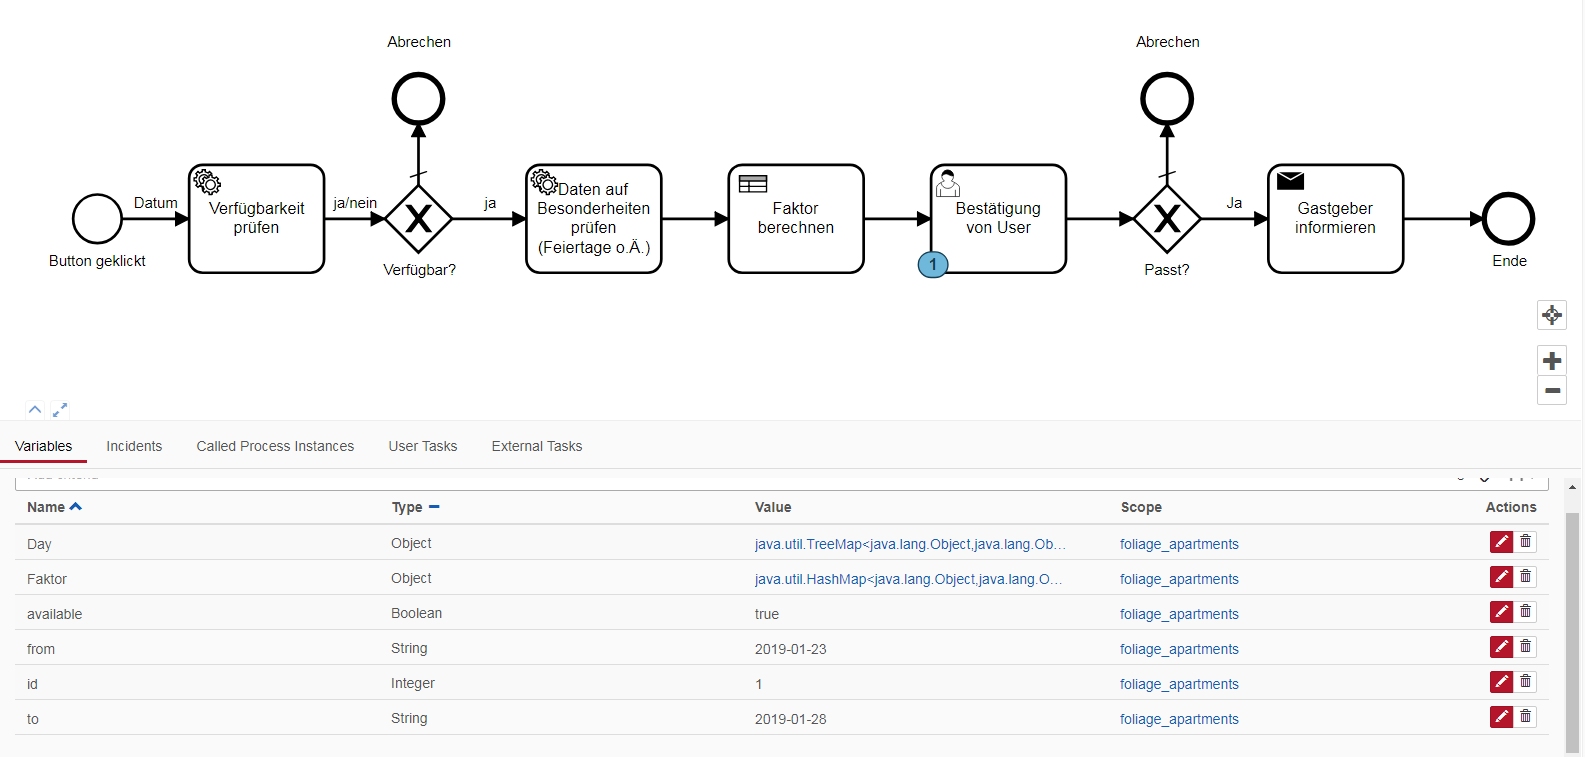 Abrechen
Abrechen
Datum
Verfügbarkeit
prüfen
ja/nein
Verfügbar?
ja
Daten auf
Besonderheiten
prüfen
(Feiertage o.Ä.)
Faktor
berechnen
Bestätigung
von User
1
Passt?
Ja
Gastgeber
informieren
Button geklickt
Ende
Variables Incidents Called Process Instances User Tasks External Tasks
Name Type Value Scope Actions
Day Object java.util.TreeMap<java.lang.Object,java.lang.Ob... foliage_apartments
Faktor Object java.util.HashMap<java.lang.Object,java.lang.O... foliage_apartments
available Boolean true foliage_apartments
from String 2019-01-23 foliage_apartments
id Integer 1 foliage_apartments
to String 2019-01-28 foliage_apartments